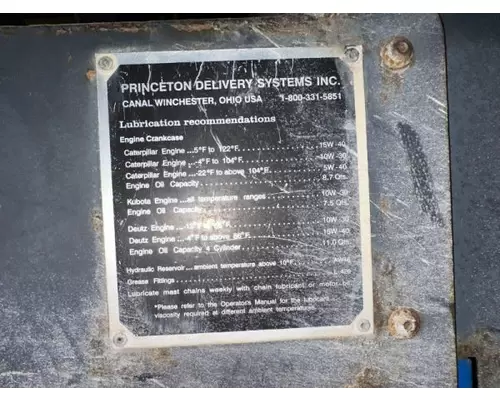 PRINCETON DELIVERY SYSTEMS INC.
CANAL WINCHESTER, OHIO USA 1-800-331-5851
Lubrication recommendations
Engine Crankcase
Caterpillar Engine ...5°F to 122°F. 15W-40
Caterpillar Engine ...-4°F to 104°F. 10W-30
Caterpillar Engine ...-22°F to above 104°F. 5W-40
Engine Oil Capacity 8.7 Qts.
Kubota Engine ...all temperature ranges 10W-30
Engine Oil Capacity 7.5 Qts.
Deutz Engine 10W-30
Deutz Engine ...-4°F to above 86°F. 15W-40
Engine Oil Capacity 4 Cylinder 11.0 Qts.
Hydraulic Reservoir ...ambient temperature above 10°F.
Grease Fittings
Lubricate mast chains weekly with chain lubricant or motor oil
*Please refer to the Operator's Manual for the lubricant
viscosity required at different ambient temperatures.